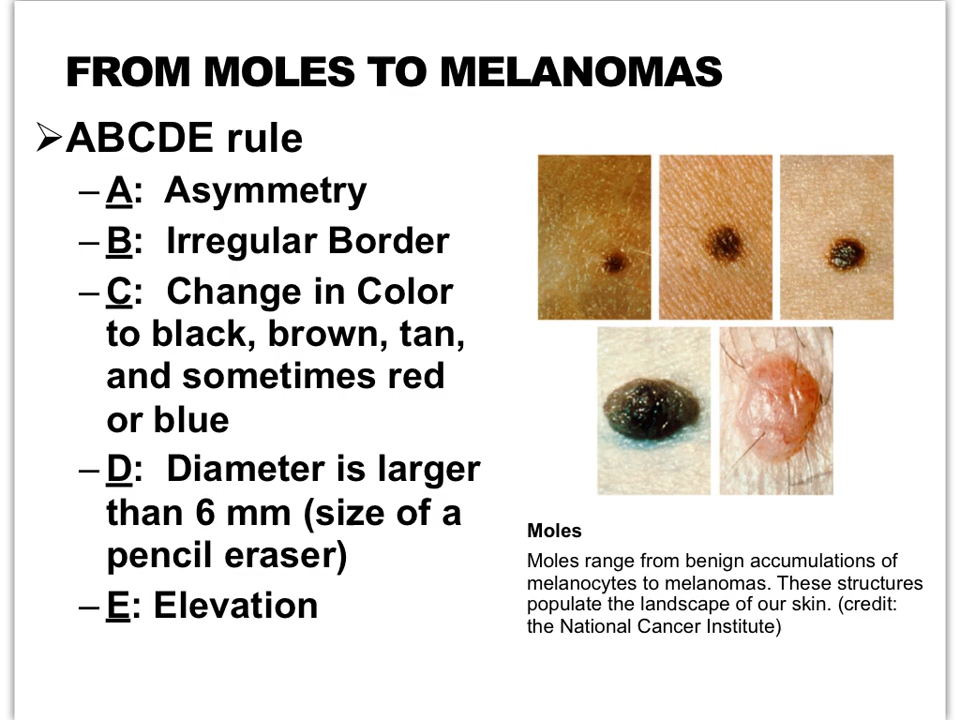 FROM MOLES TO MELANOMAS
➢ABCDE rule
– A:  Asymmetry
– B:  Irregular Border
– C:  Change in Color
to black, brown, tan,
and sometimes red
or blue
– D:  Diameter is larger
than 6 mm (size of a
pencil eraser)
– E: Elevation
Moles
Moles range from benign accumulations of
melanocytes to melanomas. These structures
populate the landscape of our skin. (credit:
the National Cancer Institute)